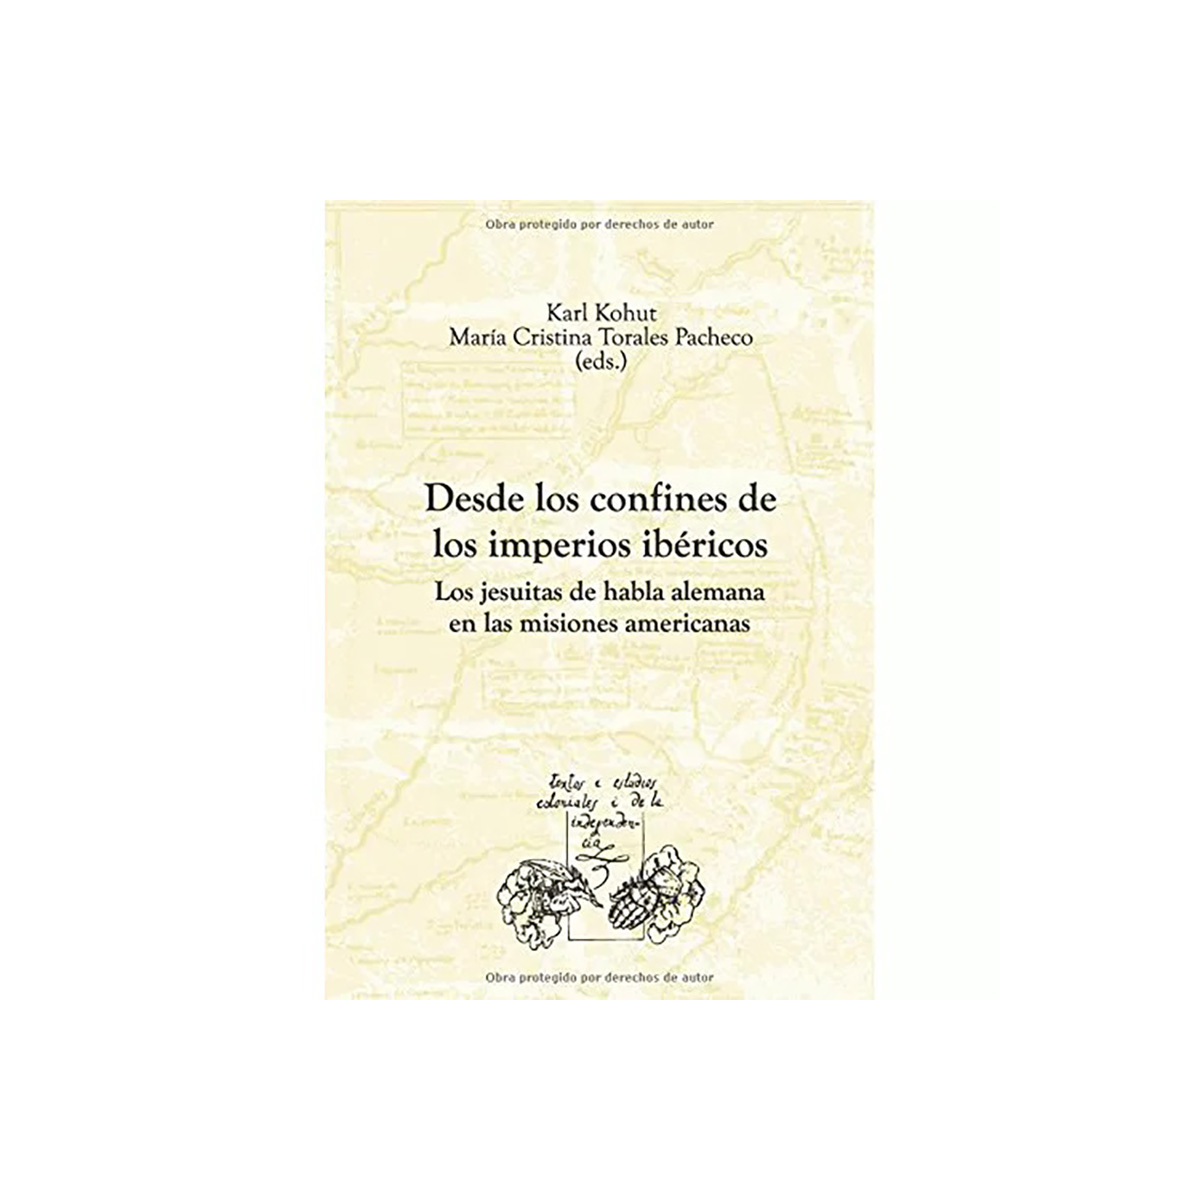 Obra protegido por derechos de autor
Karl Kohut
María Cristina Torales Pacheco
(eds.)
Desde los confines de
los imperios ibéricos
Los jesuitas de habla alemana
en las misiones americanas
textos e estudios
coloniales i de la
independen-
cia
Obra protegido por derechos de autor